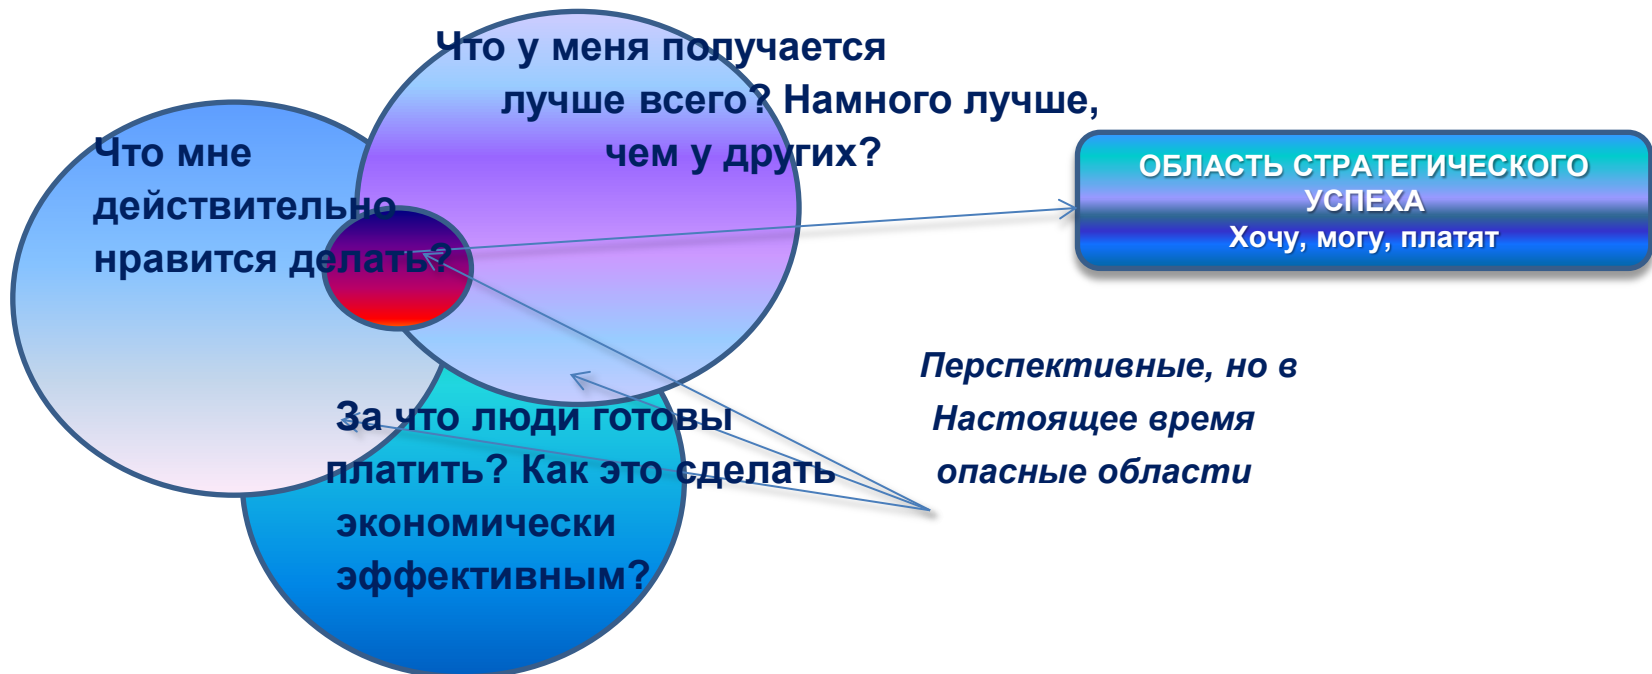 Что у меня получается
лучше всего? Намного лучше,
чем у других?
Что мне
действительно
нравится делать?
ОБЛАСТЬ СТРАТЕГИЧЕСКОГО
УСПЕХА
Хочу, могу, платят
Перспективные, но в
Настоящее время
опасные области
За что люди готовы
платить? Как это сделать
экономически
эффективным?